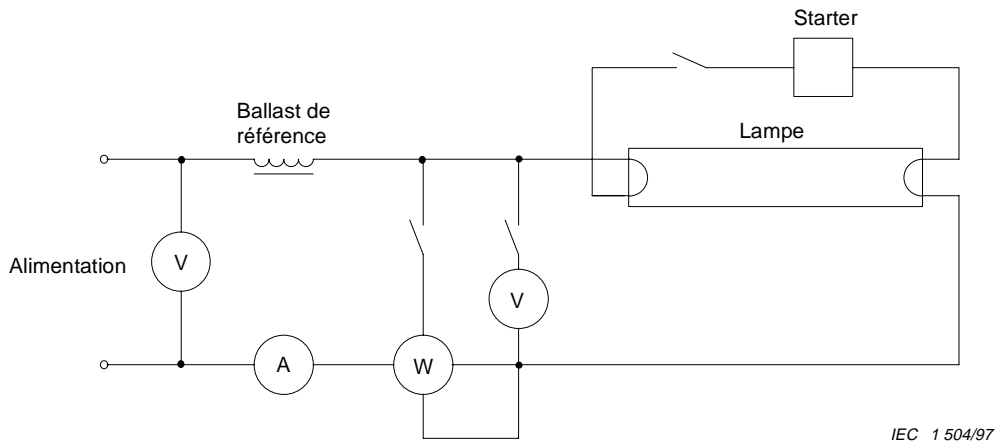 Starter
Ballast de
référence
Lampe
Alimentation
V
V
A
W
IEC 1 504/97